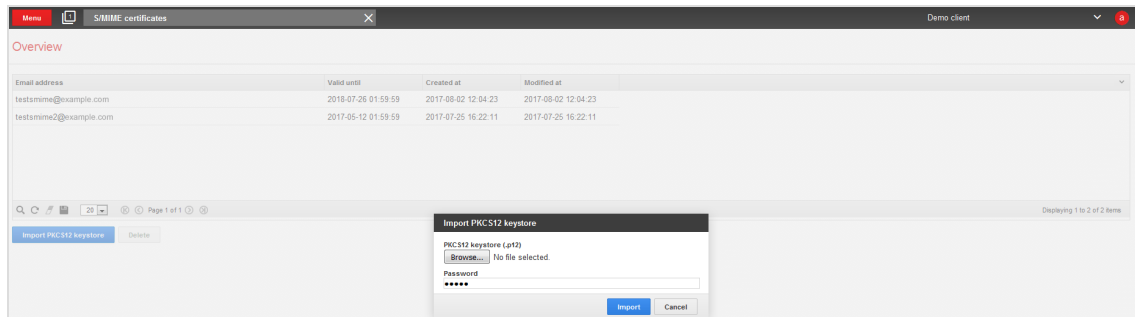 Menu 1 S/MIME certificates Demo client a
Overview
Email address Valid until Created at Modified at
testsmime@example.com 2018-07-26 01:59:59 2017-08-02 12:04:23 2017-08-02 12:04:23
testsmime2@example.com 2017-05-12 01:59:59 2017-07-25 16:22:11 2017-07-25 16:22:11
20 Page 1 of 1 Displaying 1 to 2 of 2 items
Import PKCS12 keystore Delete
Import PKCS12 keystore
PKCS12 keystore (.p12)
Browse... No file selected.
Password
•••••
Import Cancel